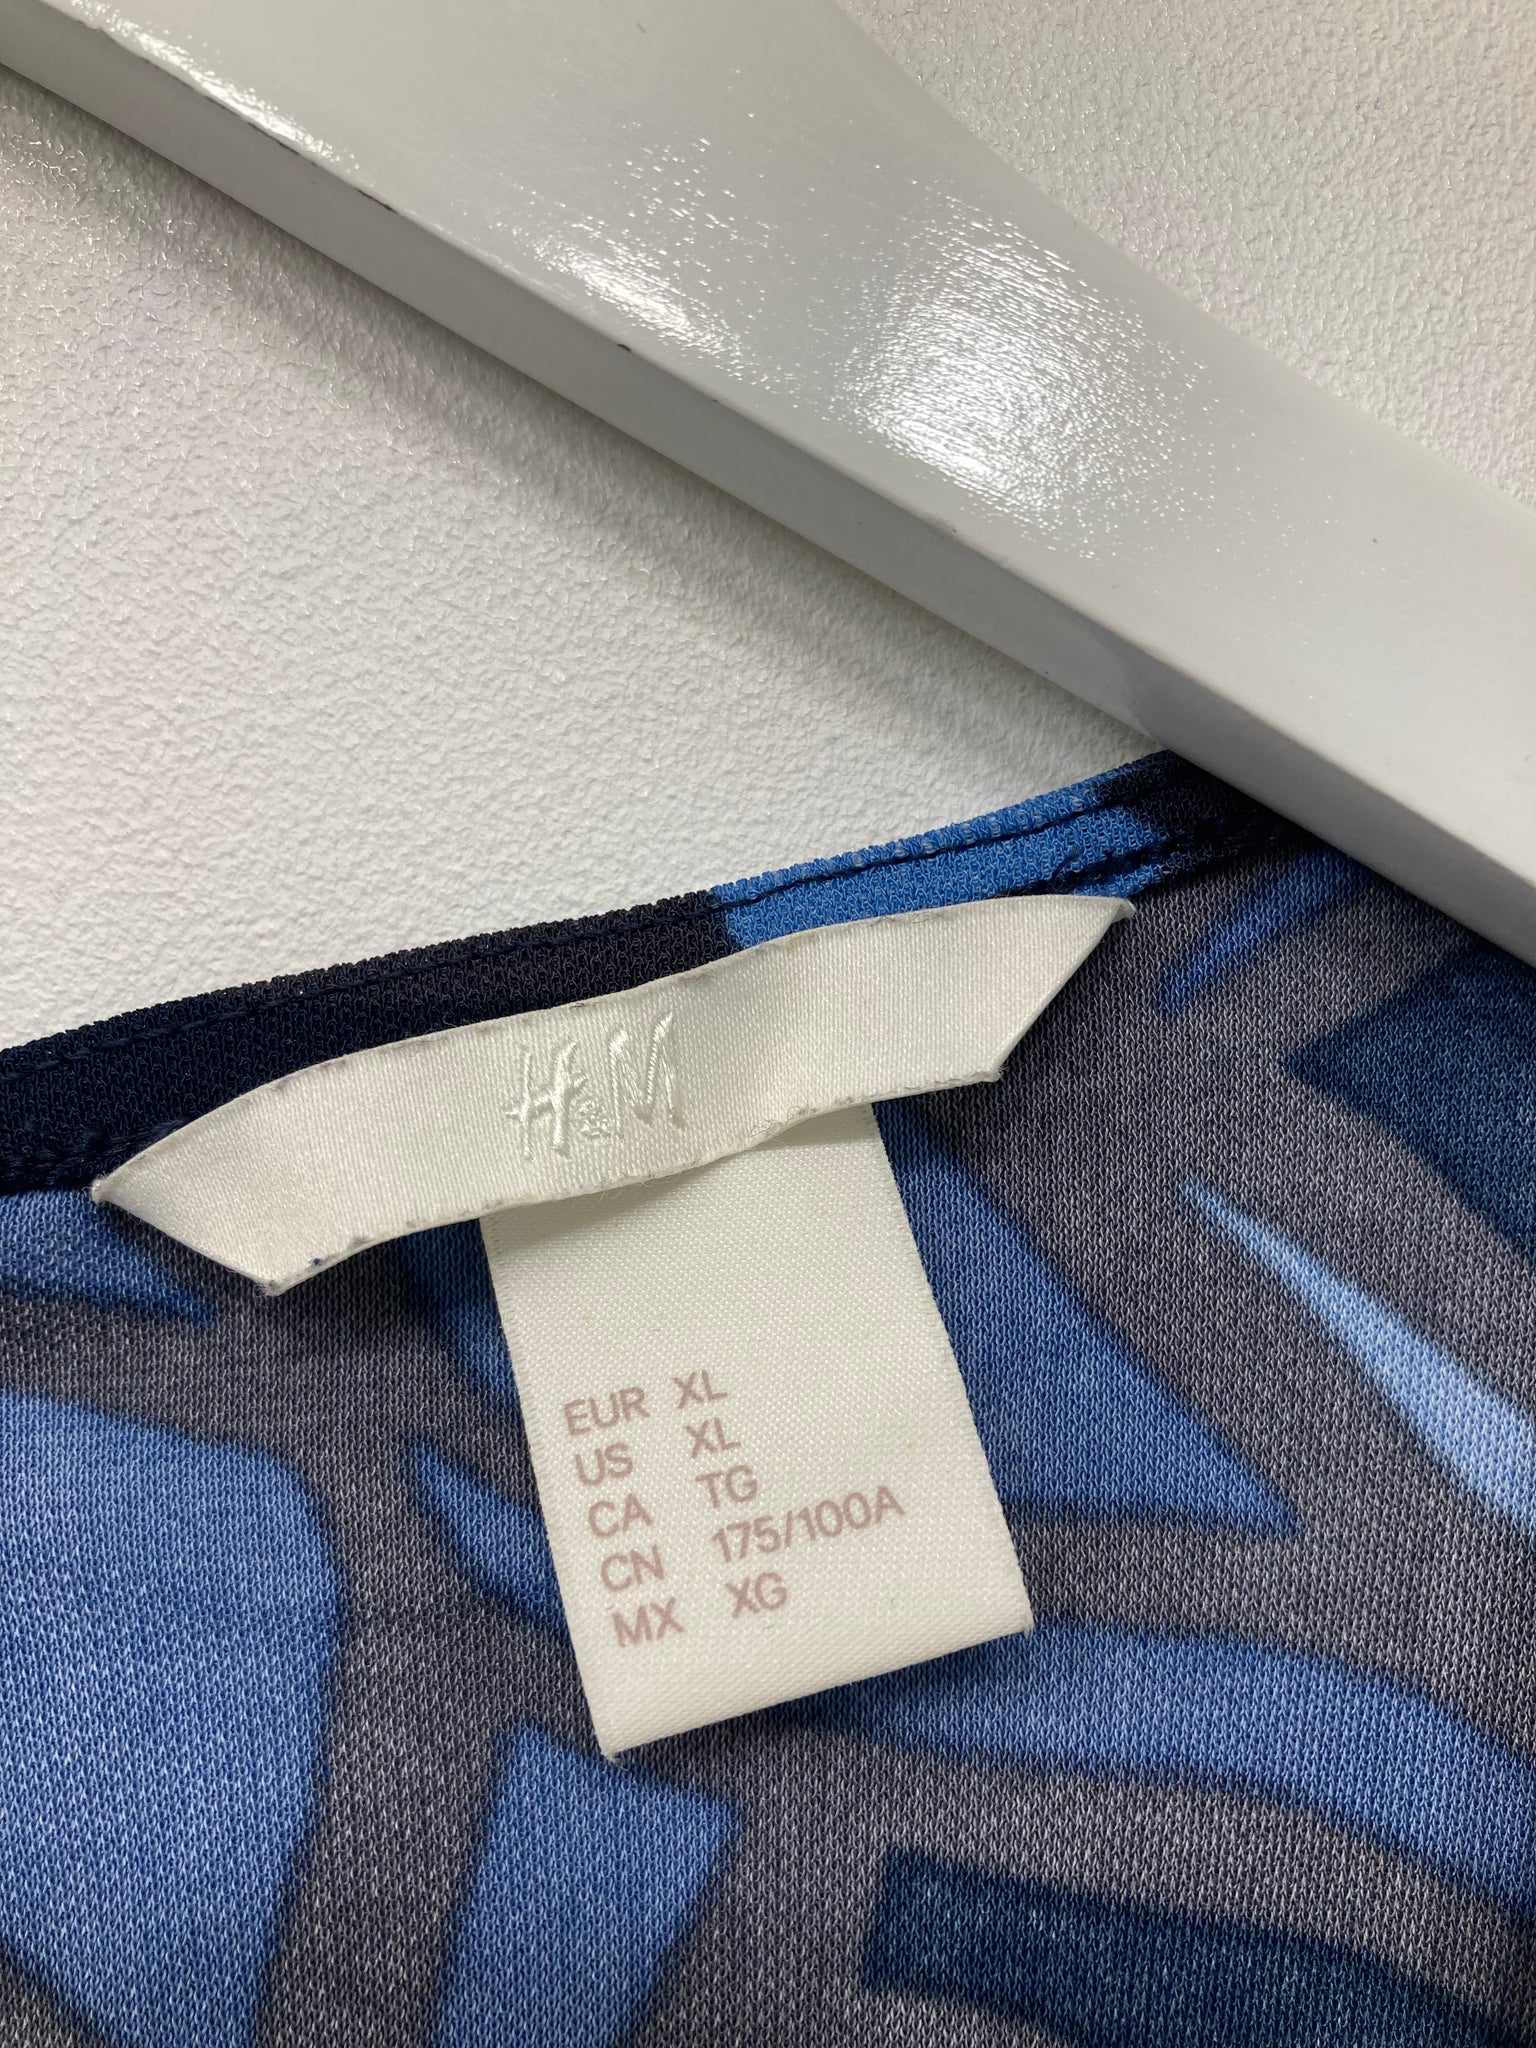 H&M
EUR XL
US XL
CA TG
CN 175/100A
MX XG